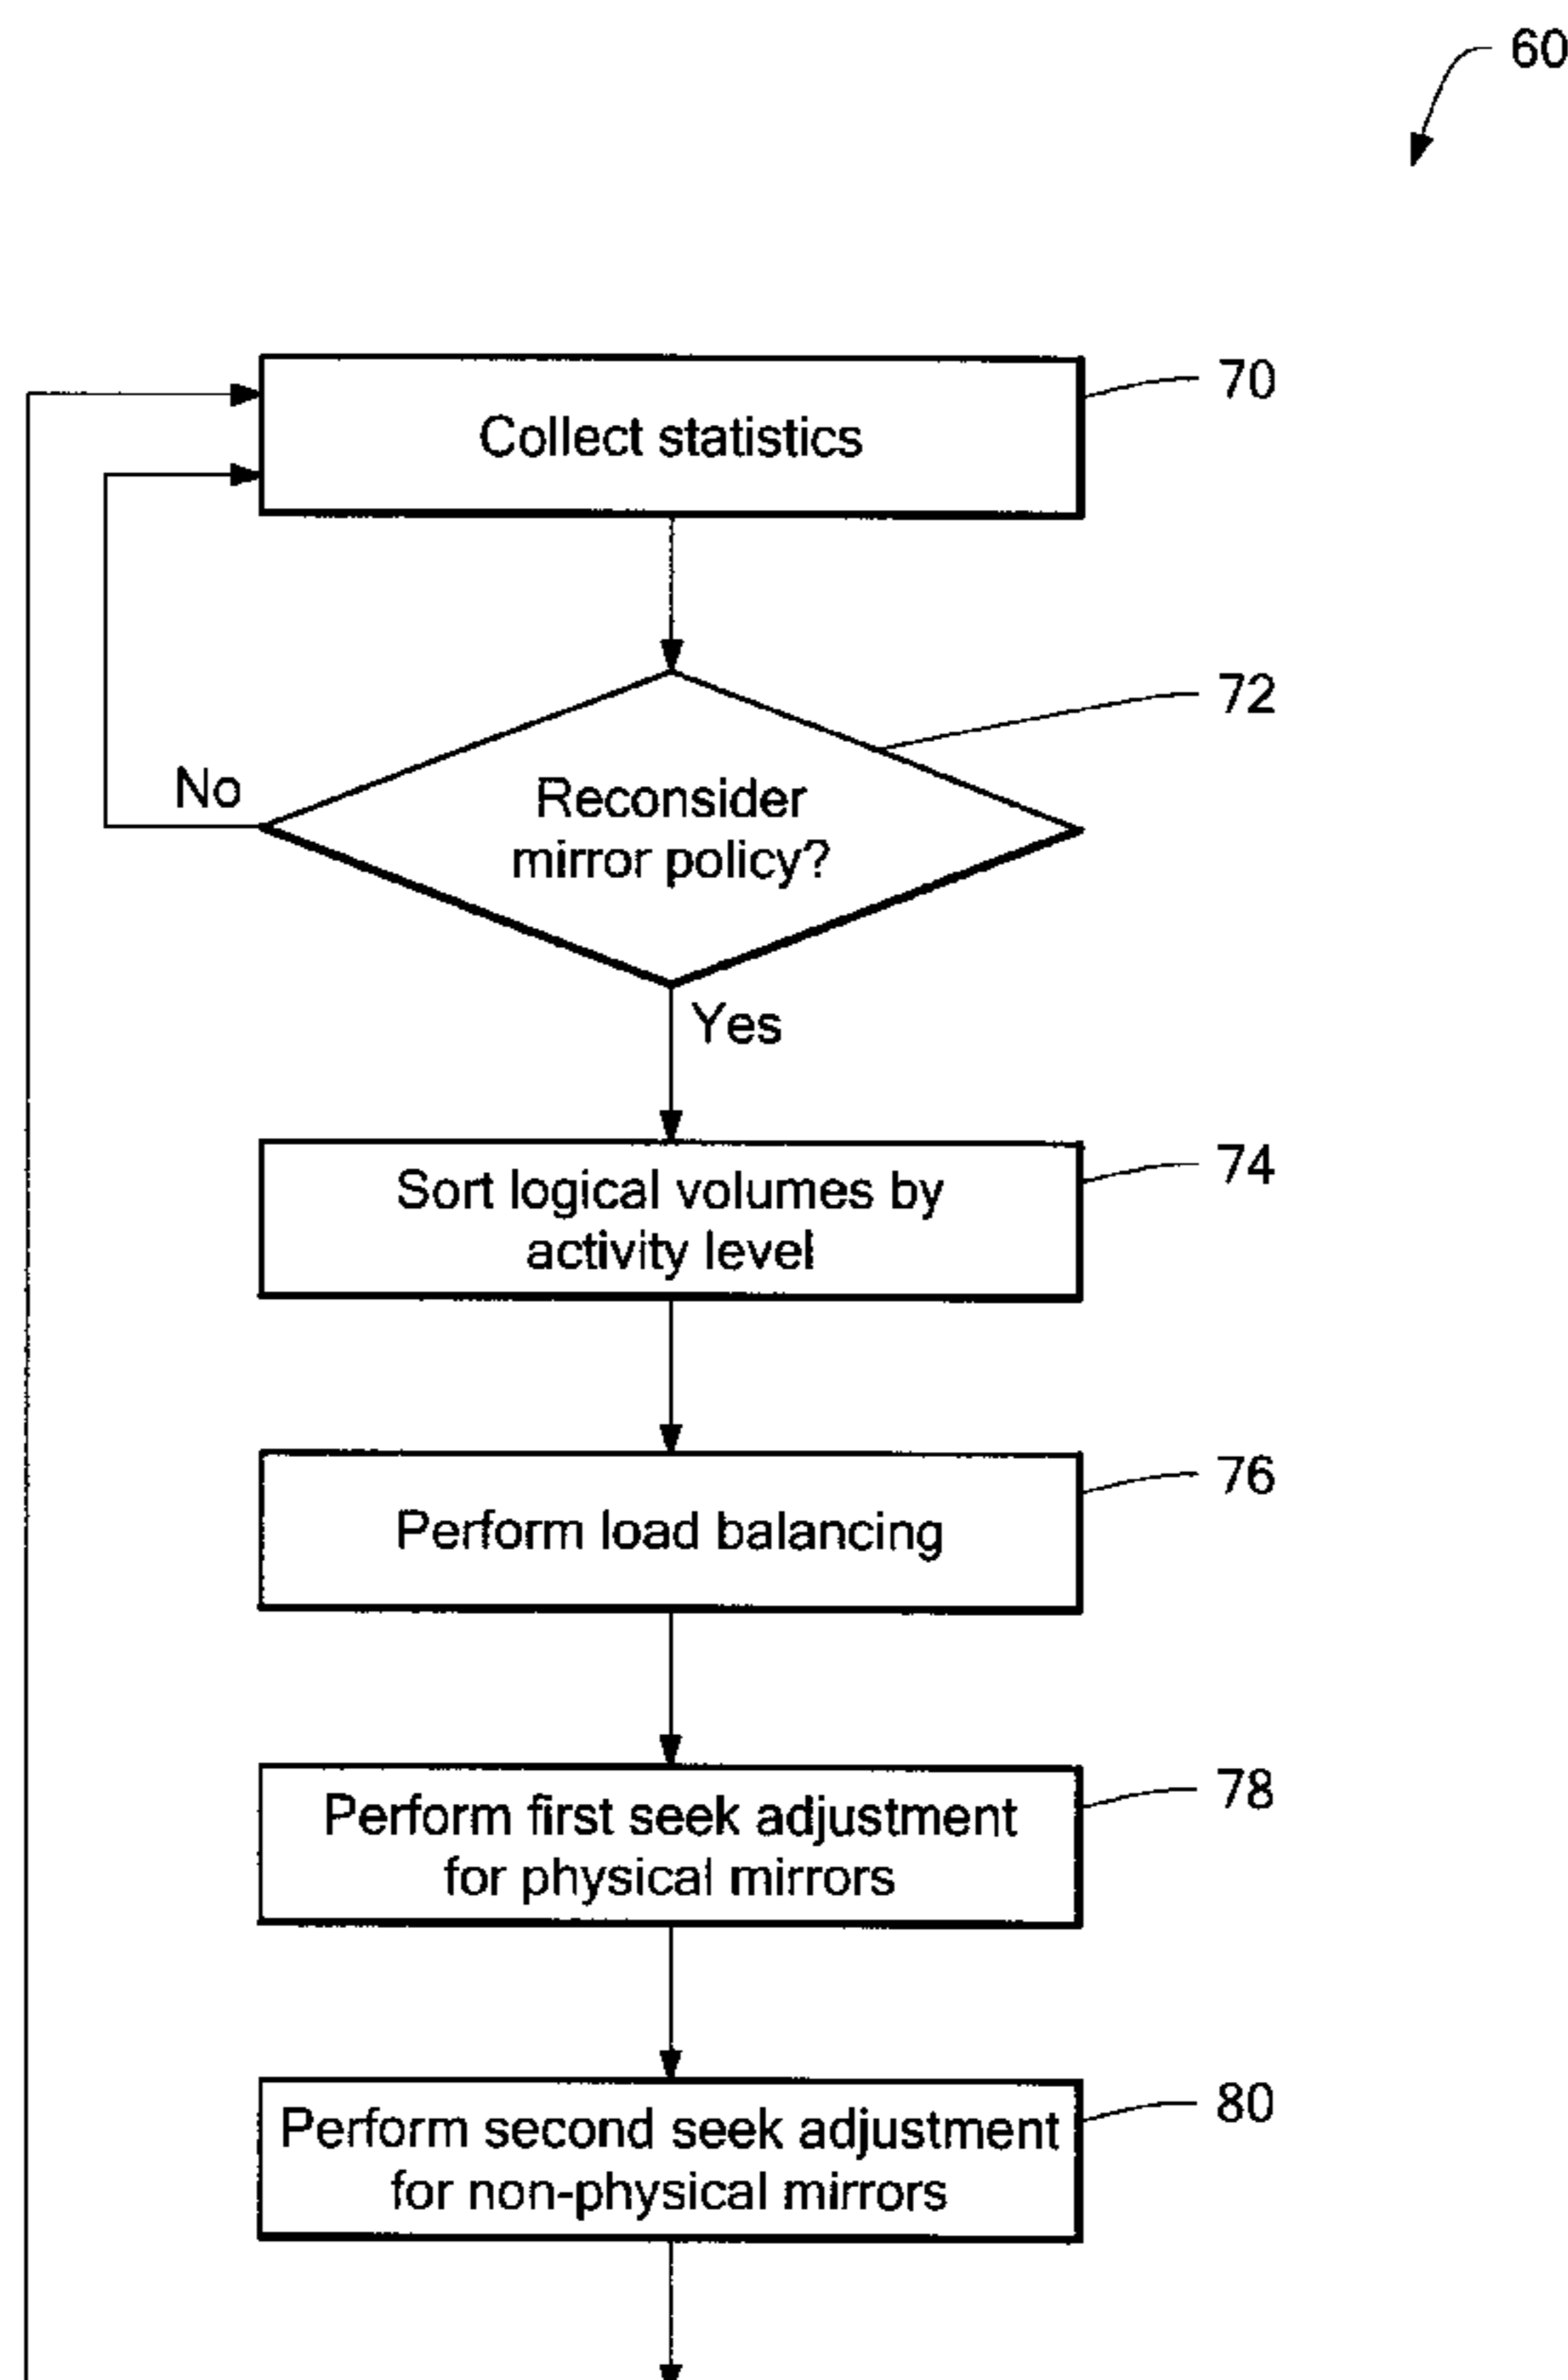 60
Collect statistics
70
Reconsider
mirror policy?
72
No
Yes
Sort logical volumes by
activity level
74
Perform load balancing
76
Perform first seek adjustment
for physical mirrors
78
Perform second seek adjustment
for non-physical mirrors
80